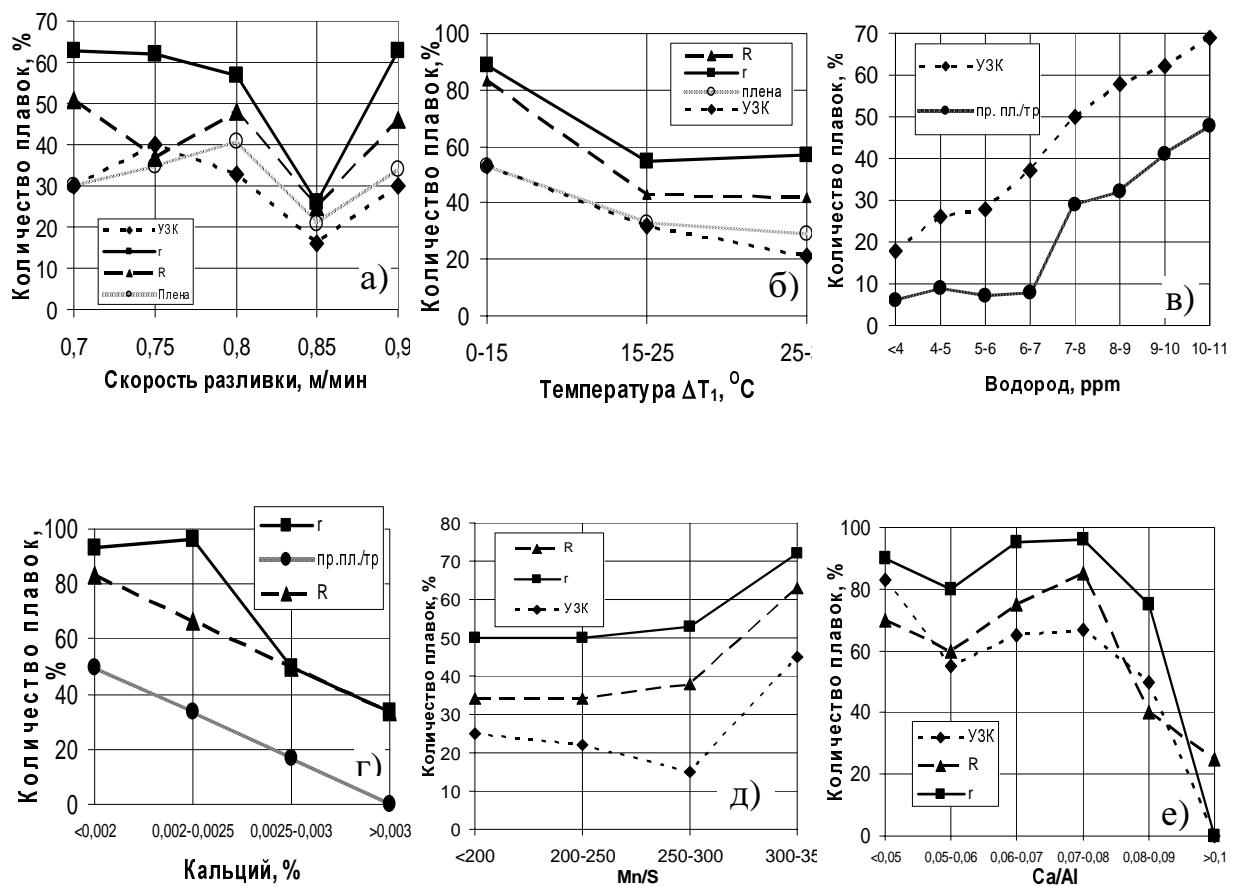 Количество плавок, %
70
60
50
40
30
20
10
0
УЗК
r
R
Плена
а)
0,7
0,75
0,8
0,85
0,9
Скорость разливки, м/мин
Количество плавок,%
100
80
60
40
20
0
R
r
плена
УЗК
б)
0-15
15-25
25-
Температура ΔT₁, ⁰C
Количество плавок, %
70
60
50
40
30
20
10
0
УЗК
пр. пл./тр
в)
<4
4-5
5-6
6-7
7-8
8-9
9-10
10-11
Водород, ppm
Количество плавок,
%
100
80
60
40
20
0
r
пр.пл./тр
R
г)
<0,002
0,002-0,0025
0,0025-0,003
>0,003
Кальций, %
Количество плавок, %
80
70
60
50
40
30
20
10
0
R
r
УЗК
д)
<200
200-250
250-300
300-35
Mn/S
Количество плавок, %
100
80
60
40
20
0
УЗК
R
r
е)
<0,05
0,05-0,06
0,06-0,07
0,07-0,08
0,08-0,09
>0,1
Ca/Al